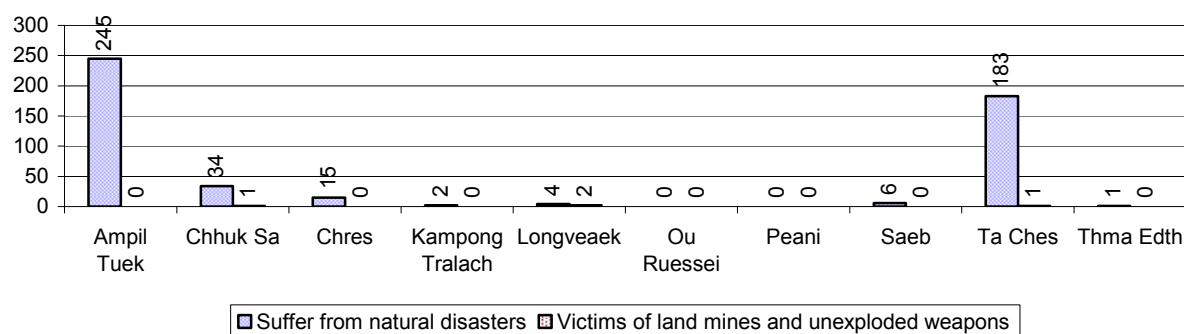 300
250
200
150
100
50
0
245
0
34
1
15
0
2
0
4
2
0
0
0
0
6
0
183
1
1
0
Ampil Tuek
Chhuk Sa
Chres
Kampong Tralach
Longveaek
Ou Ruessei
Peani
Saeb
Ta Ches
Thma Edth
Suffer from natural disasters
Victims of land mines and unexploded weapons